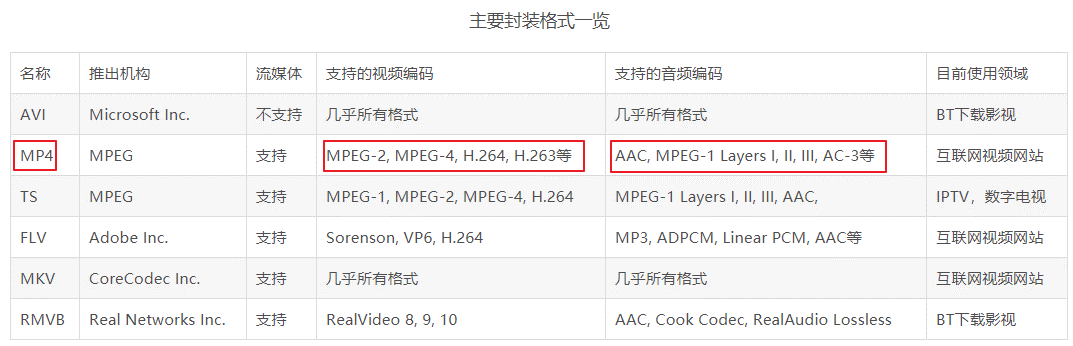 主要封装格式一览
名称 推出机构 流媒体 支持的视频编码 支持的音频编码 目前使用领域
AVI Microsoft Inc. 不支持 几乎所有格式 几乎所有格式 BT下载影视
MP4 MPEG 支持 MPEG-2, MPEG-4, H.264, H.263等 AAC, MPEG-1 Layers I, II, III, AC-3等 互联网视频网站
TS MPEG 支持 MPEG-1, MPEG-2, MPEG-4, H.264 MPEG-1 Layers I, II, III, AAC, IPTV，数字电视
FLV Adobe Inc. 支持 Sorenson, VP6, H.264 MP3, ADPCM, Linear PCM, AAC等 互联网视频网站
MKV CoreCodec Inc. 支持 几乎所有格式 几乎所有格式 互联网视频网站
RMVB Real Networks Inc. 支持 RealVideo 8, 9, 10 AAC, Cook Codec, RealAudio Lossless BT下载影视